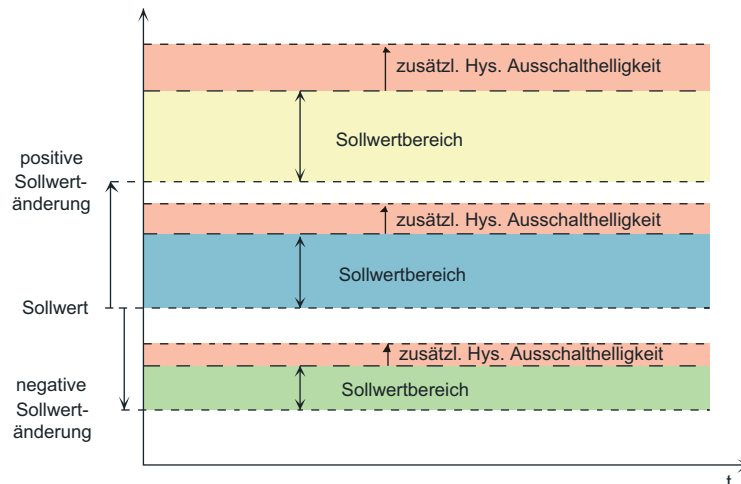 zusätzl. Hys. Ausschalthelligkeit
Sollwertbereich
positive
Sollwert-
änderung
zusätzl. Hys. Ausschalthelligkeit
Sollwertbereich
Sollwert
zusätzl. Hys. Ausschalthelligkeit
Sollwertbereich
negative
Sollwert-
änderung
t